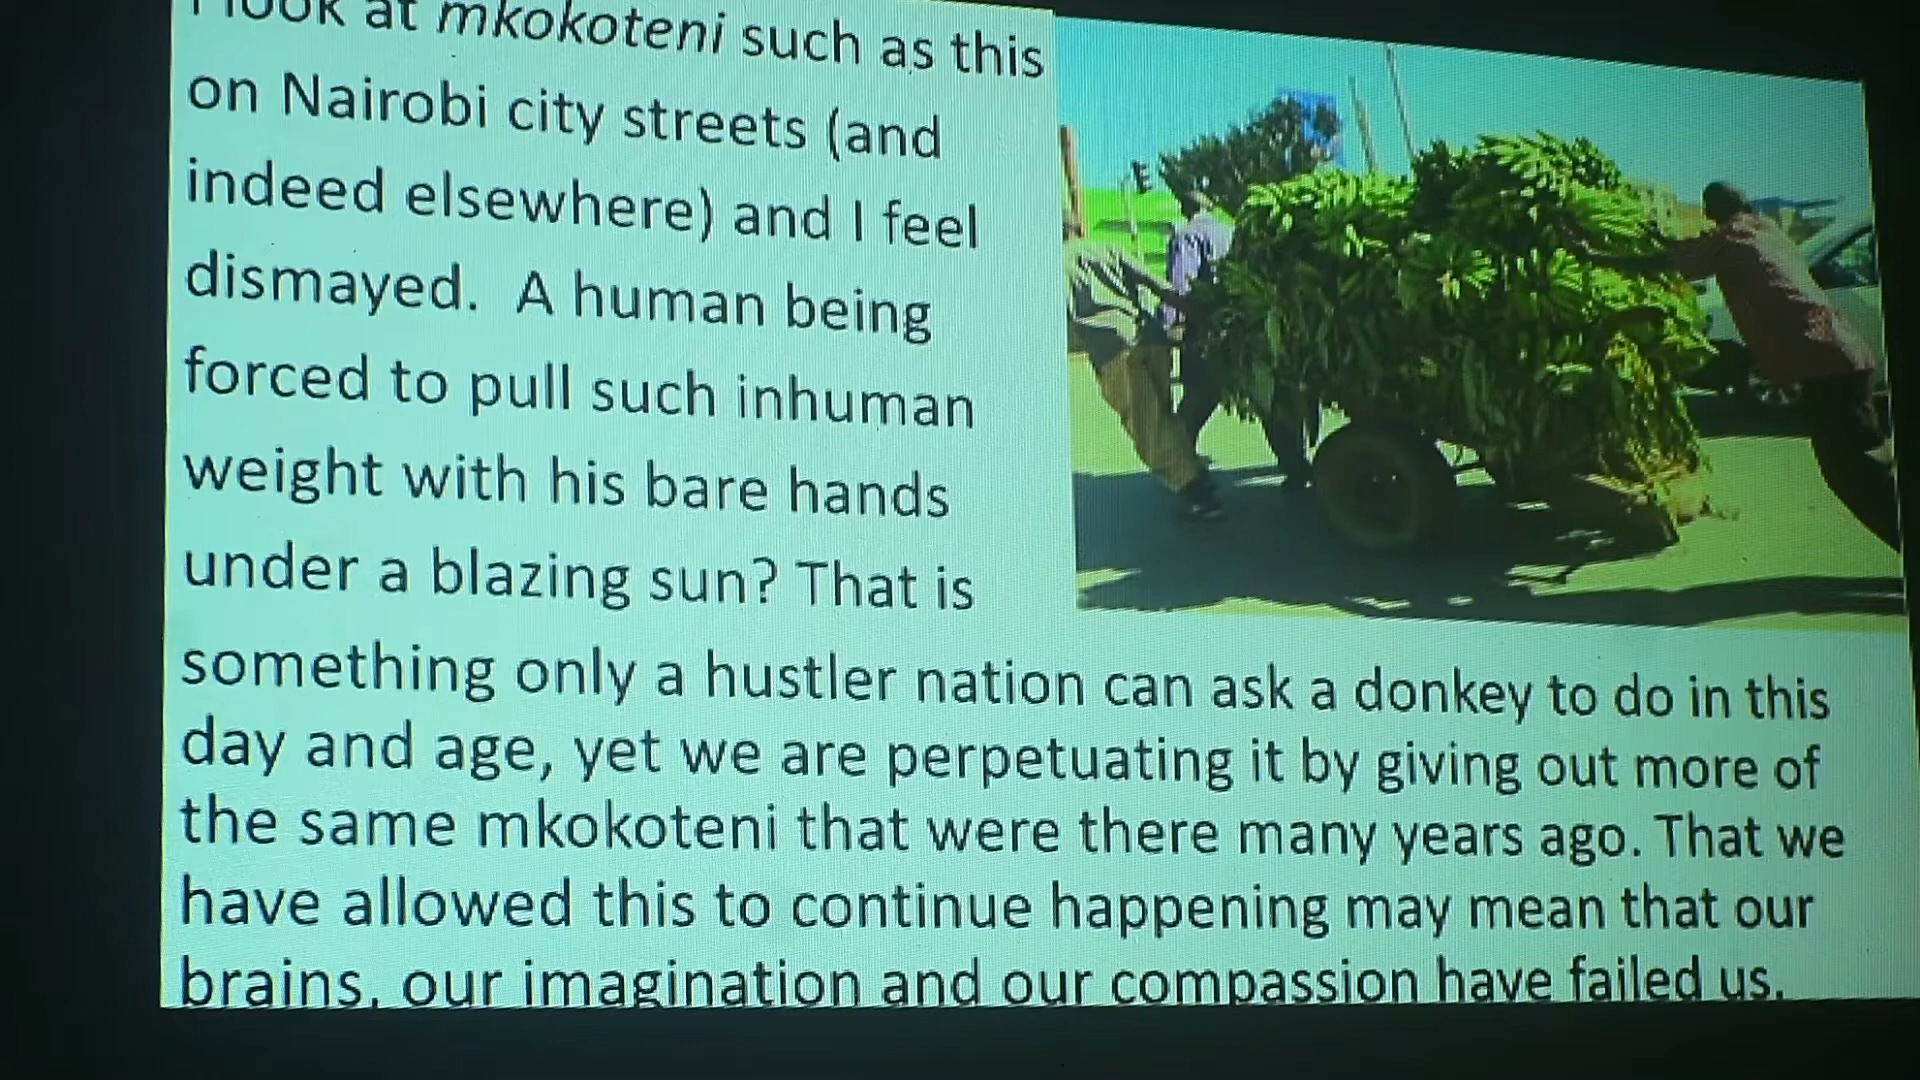 I look at mkokoteni such as this
on Nairobi city streets (and
indeed elsewhere) and I feel
dismayed. A human being
forced to pull such inhuman
weight with his bare hands
under a blazing sun? That is
something only a hustler nation can ask a donkey to do in this
day and age, yet we are perpetuating it by giving out more of
the same mkokoteni that were there many years ago. That we
have allowed this to continue happening may mean that our
brains, our imagination and our compassion have failed us.